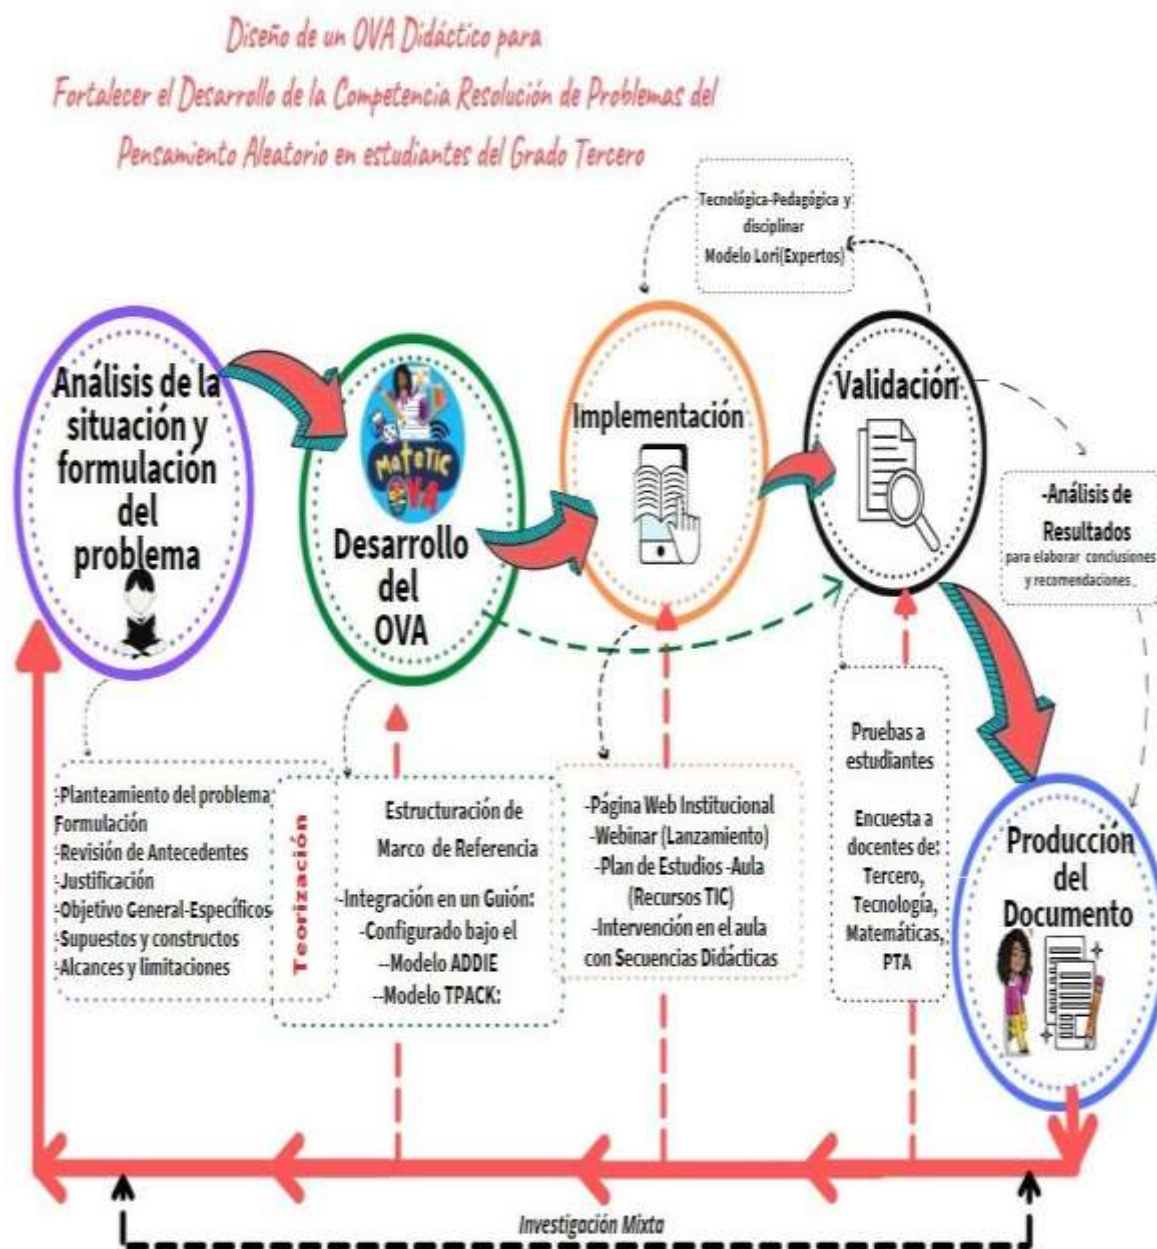 Diseño de un OVA Didáctico para
Fortalecer el Desarrollo de la Competencia Resolución de Problemas del
Pensamiento Aleatorio en estudiantes del Grado Tercero
Tecnológica-Pedagógica y
disciplinar
Modelo Lori(Expertos)
Análisis de la
situación y
formulación
del
problema
MaTeTIC
OVA
Desarrollo
del
OVA
Implementación
Validación
-Análisis de
Resultados
para elaborar conclusiones
y recomendaciones.
-Planteamiento del problema
Formulación
-Revisión de Antecedentes
-Justificación
-Objetivo General-Específicos
-Supuestos y constructos
-Alcances y limitaciones
Teorización
Estructuración de
Marco de Referencia
-Integración en un Guión:
-Configurado bajo el
--Modelo ADDIE
--Modelo TPACK:
-Página Web Institucional
-Webinar (Lanzamiento)
-Plan de Estudios -Aula
(Recursos TIC)
-Intervención en el aula
con Secuencias Didácticas
Pruebas a
estudiantes
Encuesta a
docentes de:
Tercero,
Tecnología,
Matemáticas,
PTA
Producción
del
Documento
Investigación Mixta